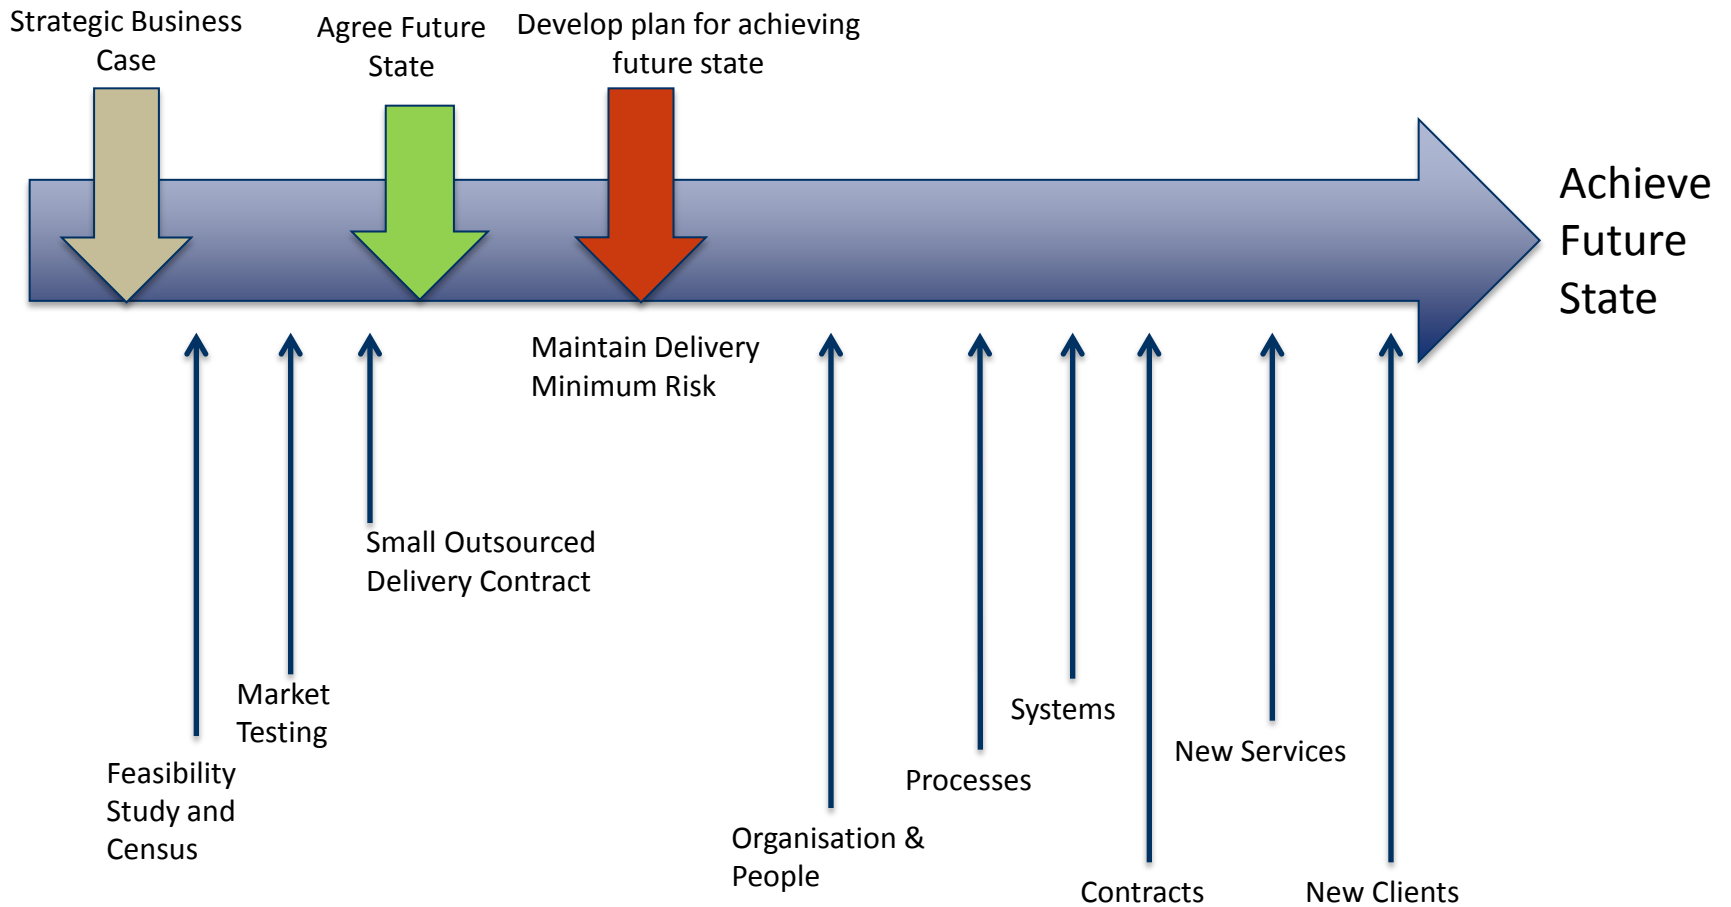 Strategic Business
Case
Agree Future
State
Develop plan for achieving
future state
Achieve
Future
State
Maintain Delivery
Minimum Risk
Small Outsourced
Delivery Contract
Market
Testing
Feasibility
Study and
Census
Organisation &
People
Processes
Systems
Contracts
New Services
New Clients